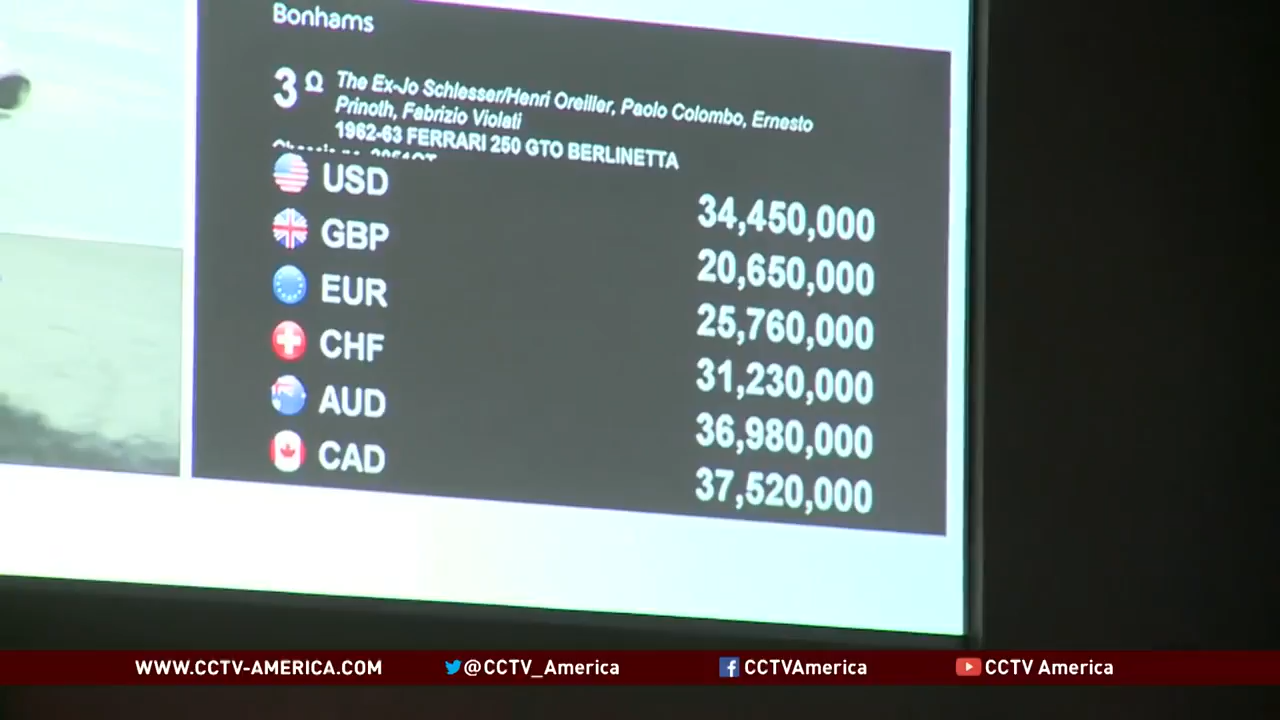 Bonhams
3 Ω The Ex-Jo Schlesser/Henri Oreiller, Paolo Colombo, Ernesto
Prinoth, Fabrizio Violati
1962-63 FERRARI 250 GTO BERLINETTA
USD 34,450,000
GBP 20,650,000
EUR 25,760,000
CHF 31,230,000
AUD 36,980,000
CAD 37,520,000
WWW.CCTV-AMERICA.COM @CCTV_America CCTVAmerica CCTV America